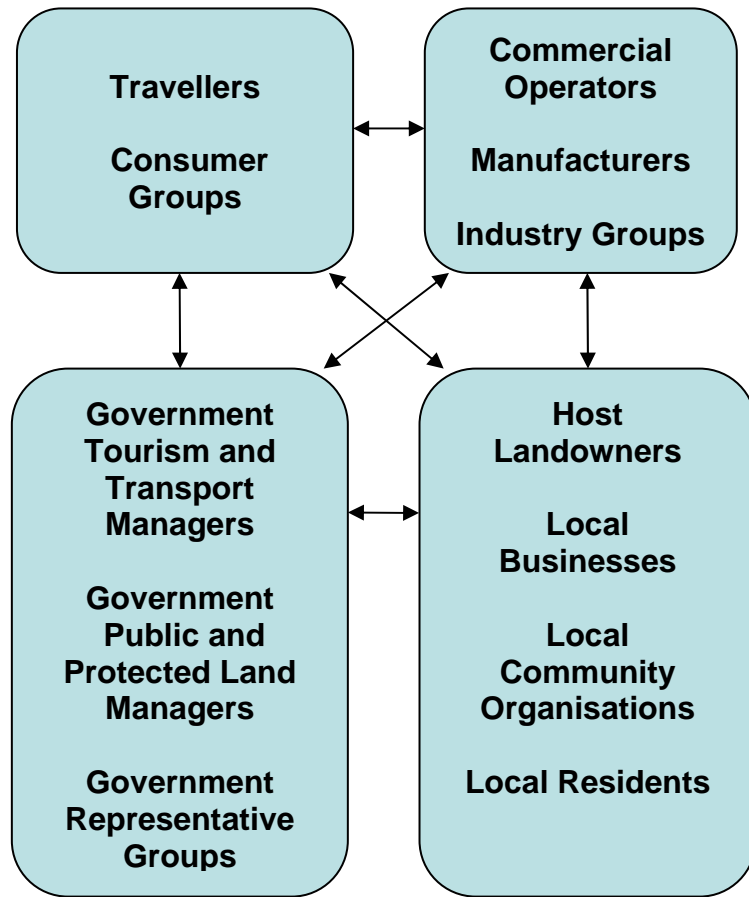 Travellers
Consumer
Groups
Commercial
Operators
Manufacturers
Industry Groups
Government
Tourism and
Transport
Managers
Government
Public and
Protected Land
Managers
Government
Representative
Groups
Host
Landowners
Local
Businesses
Local
Community
Organisations
Local Residents